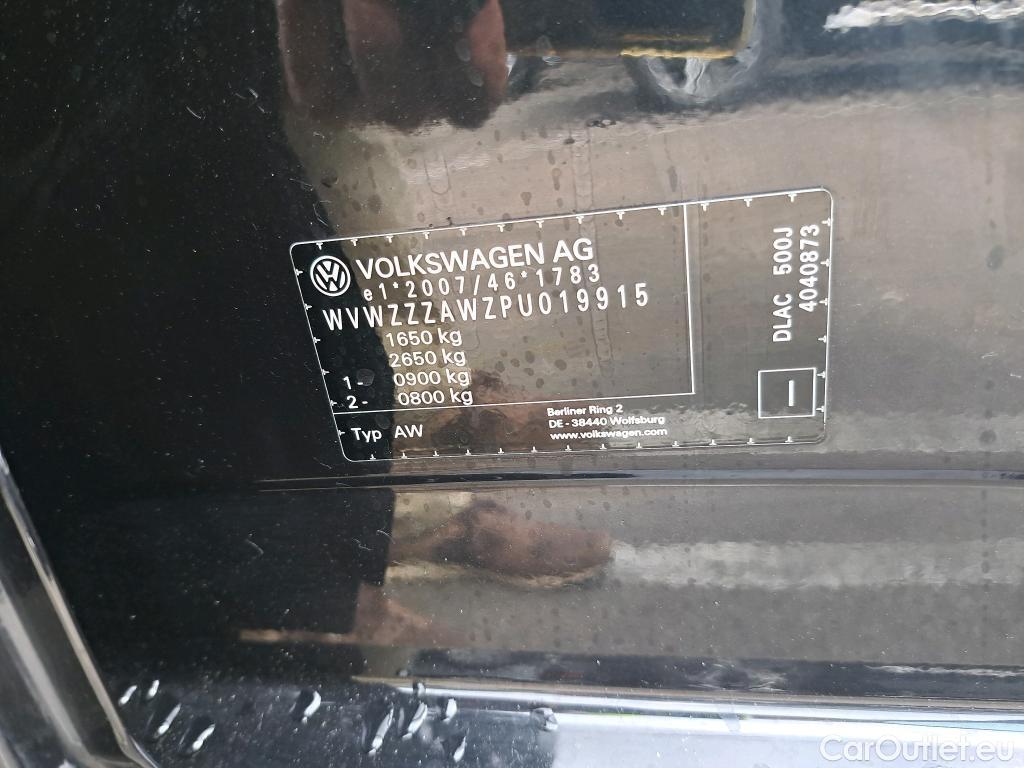 VOLKSWAGEN AG
e1*2007/46*1783
WVWZZZAWZPU019915
1650 kg
2650 kg
1- 0900 kg
2- 0800 kg
Typ AW
Berliner Ring 2
DE - 38440 Wolfsburg
www.volkswagen.com
DLAC 500J
4040873
I
CarOutlet.eu